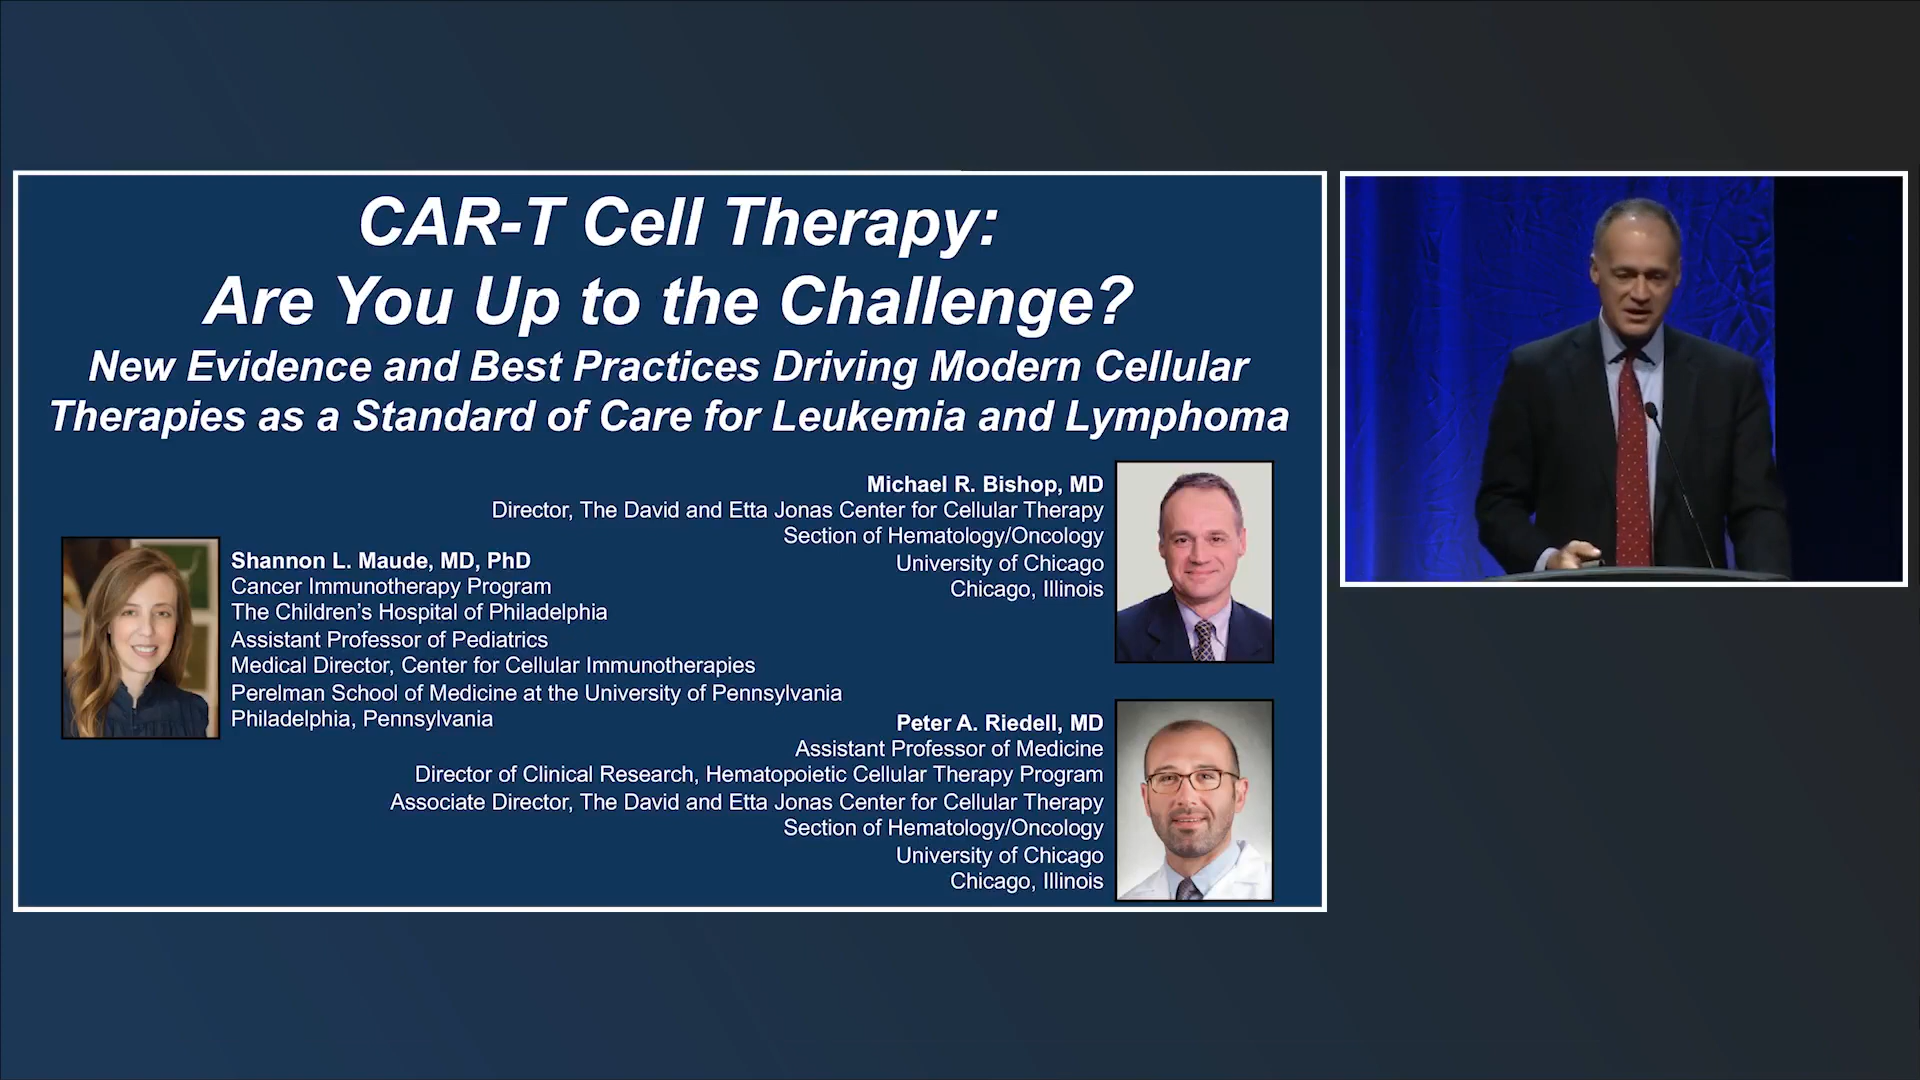 CAR-T Cell Therapy:
Are You Up to the Challenge?
New Evidence and Best Practices Driving Modern Cellular
Therapies as a Standard of Care for Leukemia and Lymphoma
Michael R. Bishop, MD
Director, The David and Etta Jonas Center for Cellular Therapy
Section of Hematology/Oncology
University of Chicago
Chicago, Illinois
Shannon L. Maude, MD, PhD
Cancer Immunotherapy Program
The Children’s Hospital of Philadelphia
Assistant Professor of Pediatrics
Medical Director, Center for Cellular Immunotherapies
Perelman School of Medicine at the University of Pennsylvania
Philadelphia, Pennsylvania
Peter A. Riedell, MD
Assistant Professor of Medicine
Director of Clinical Research, Hematopoietic Cellular Therapy Program
Associate Director, The David and Etta Jonas Center for Cellular Therapy
Section of Hematology/Oncology
University of Chicago
Chicago, Illinois